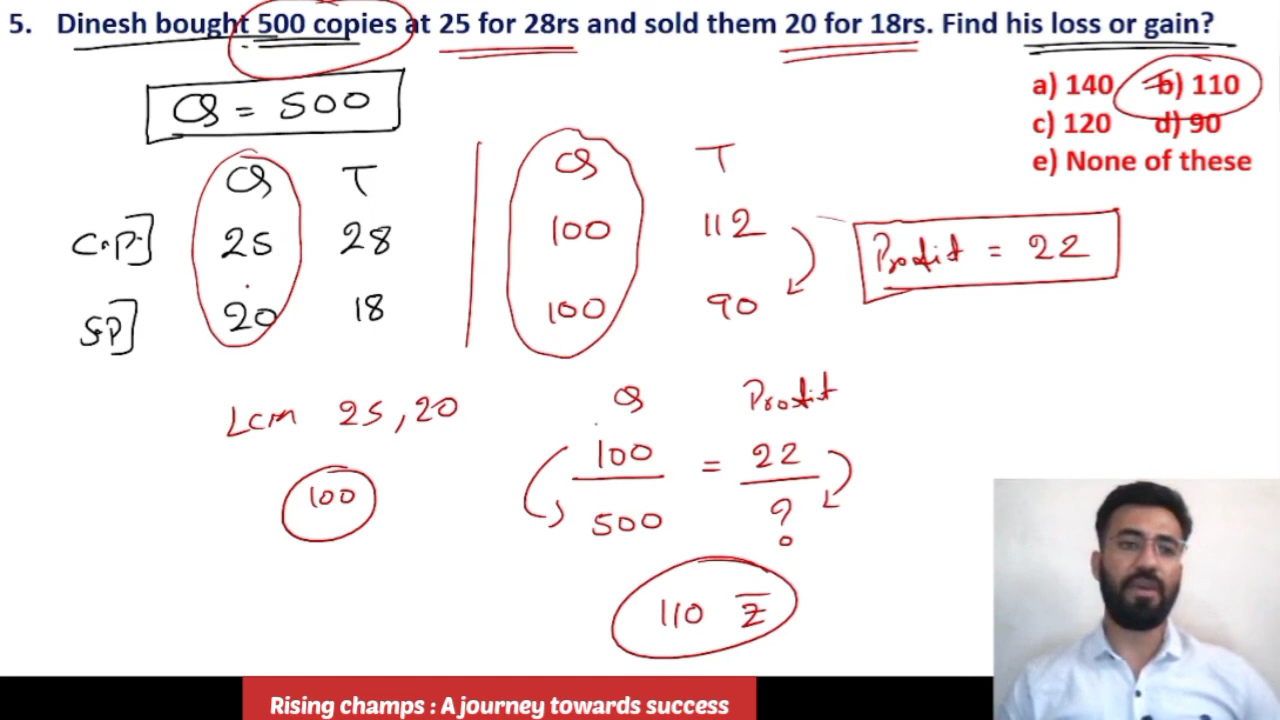 5. Dinesh bought 500 copies at 25 for 28rs and sold them 20 for 18rs. Find his loss or gain?
a) 140 b) 110
c) 120 d) 90
e) None of these
Q = 500
Q T
C.P] 25 28
S.P] 20 18
Q T
100 112
100 90
Profit = 22
Lcm 25, 20
100
Q Profit
100 = 22
500 ?
110
Rising champs : A journey towards success